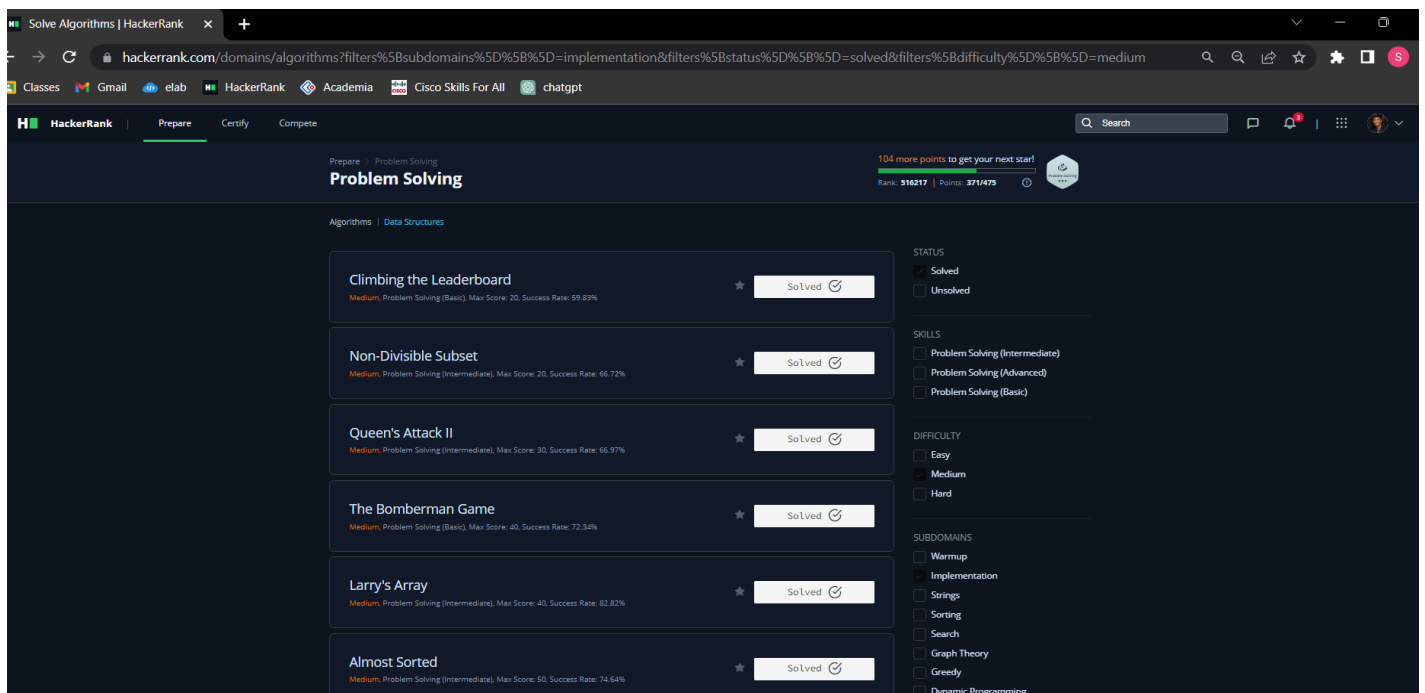 Solve Algorithms | HackerRank
hackerrank.com/domains/algorithms?filters%5Bsubdomains%5D%5B%5D=implementation&filters%5Bstatus%5D%5B%5D=solved&filters%5Bdifficulty%5D%5B%5D=medium
S
Classes Gmail elab HackerRank Academia Cisco Skills For All chatgpt
HackerRank | Prepare Certify Compete Search
Prepare > Problem Solving
Problem Solving
104 more points to get your next star!
Rank: 516217 | Points: 371/475
Problem Solving
Algorithms | Data Structures
Climbing the Leaderboard
Medium, Problem Solving (Basic), Max Score: 20, Success Rate: 59.83%
Solved
Non-Divisible Subset
Medium, Problem Solving (Intermediate), Max Score: 20, Success Rate: 66.72%
Solved
Queen's Attack II
Medium, Problem Solving (Intermediate), Max Score: 30, Success Rate: 66.97%
Solved
The Bomberman Game
Medium, Problem Solving (Basic), Max Score: 40, Success Rate: 72.34%
Solved
Larry's Array
Medium, Problem Solving (Intermediate), Max Score: 40, Success Rate: 82.82%
Solved
Almost Sorted
Medium, Problem Solving (Intermediate), Max Score: 50, Success Rate: 74.64%
Solved
STATUS
Solved
Unsolved
SKILLS
Problem Solving (Intermediate)
Problem Solving (Advanced)
Problem Solving (Basic)
DIFFICULTY
Easy
Medium
Hard
SUBDOMAINS
Warmup
Implementation
Strings
Sorting
Search
Graph Theory
Greedy
Dynamic Programming